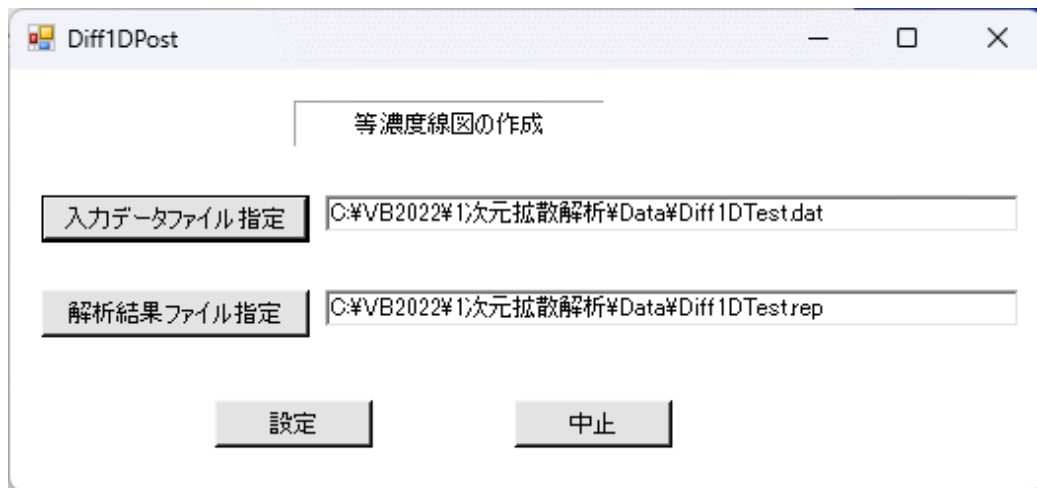 Diff1DPost
等濃度線図の作成
入力データファイル指定 C:¥VB2022¥1次元拡散解析¥Data¥Diff1DTest.dat
解析結果ファイル指定 C:¥VB2022¥1次元拡散解析¥Data¥Diff1DTest.rep
設定 中止